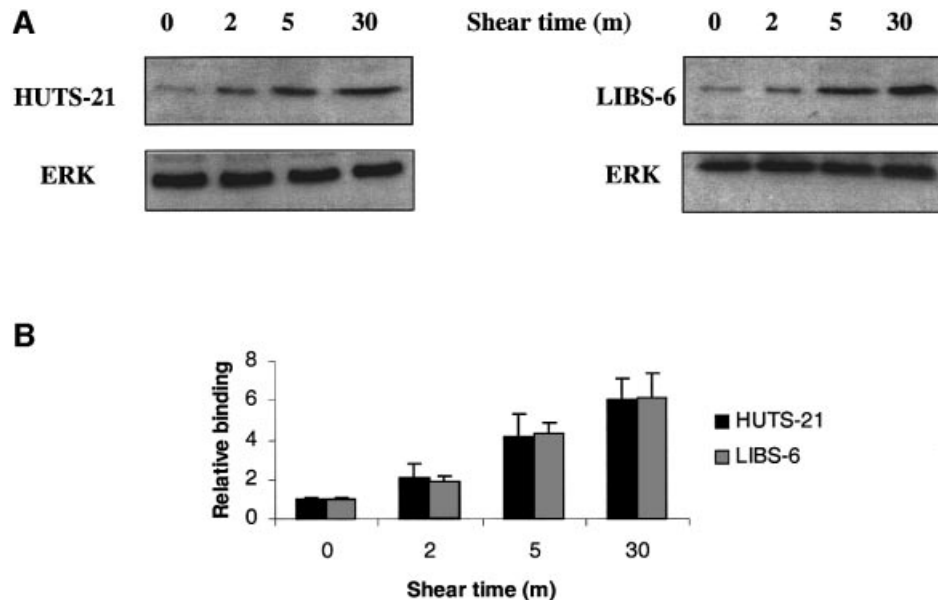 A
0 2 5 30 Shear time (m) 0 2 5 30
HUTS-21
LIBS-6
ERK
ERK
B
8
6
4
2
0
Relative binding
0 2 5 30
Shear time (m)
HUTS-21
LIBS-6